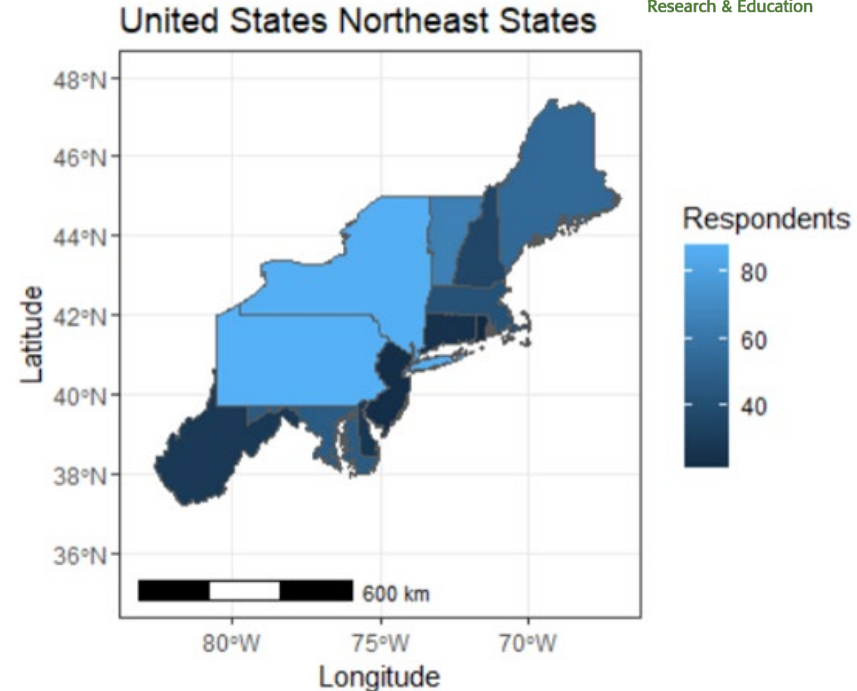 Research & Education
United States Northeast States
48°N
46°N
44°N
42°N
40°N
38°N
36°N
Latitude
600 km
80°W 75°W 70°W
Longitude
Respondents
80
60
40